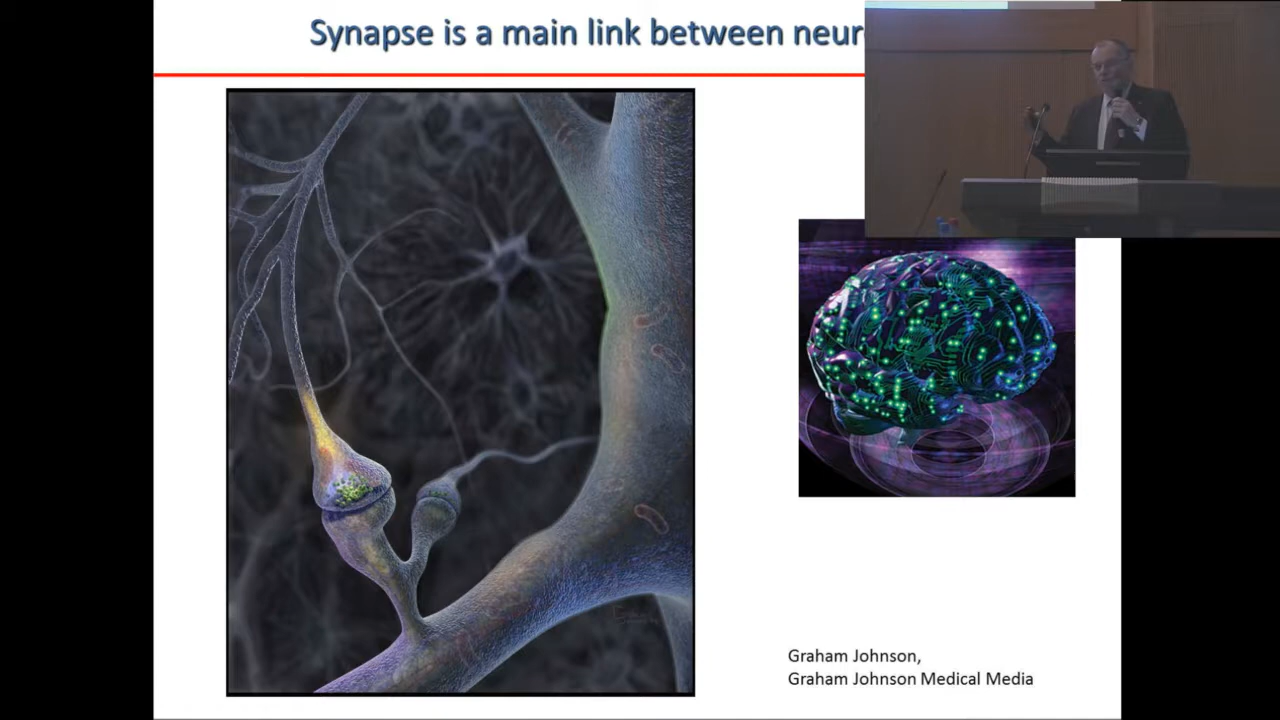 Synapse is a main link between neur
Graham Johnson,
Graham Johnson Medical Media